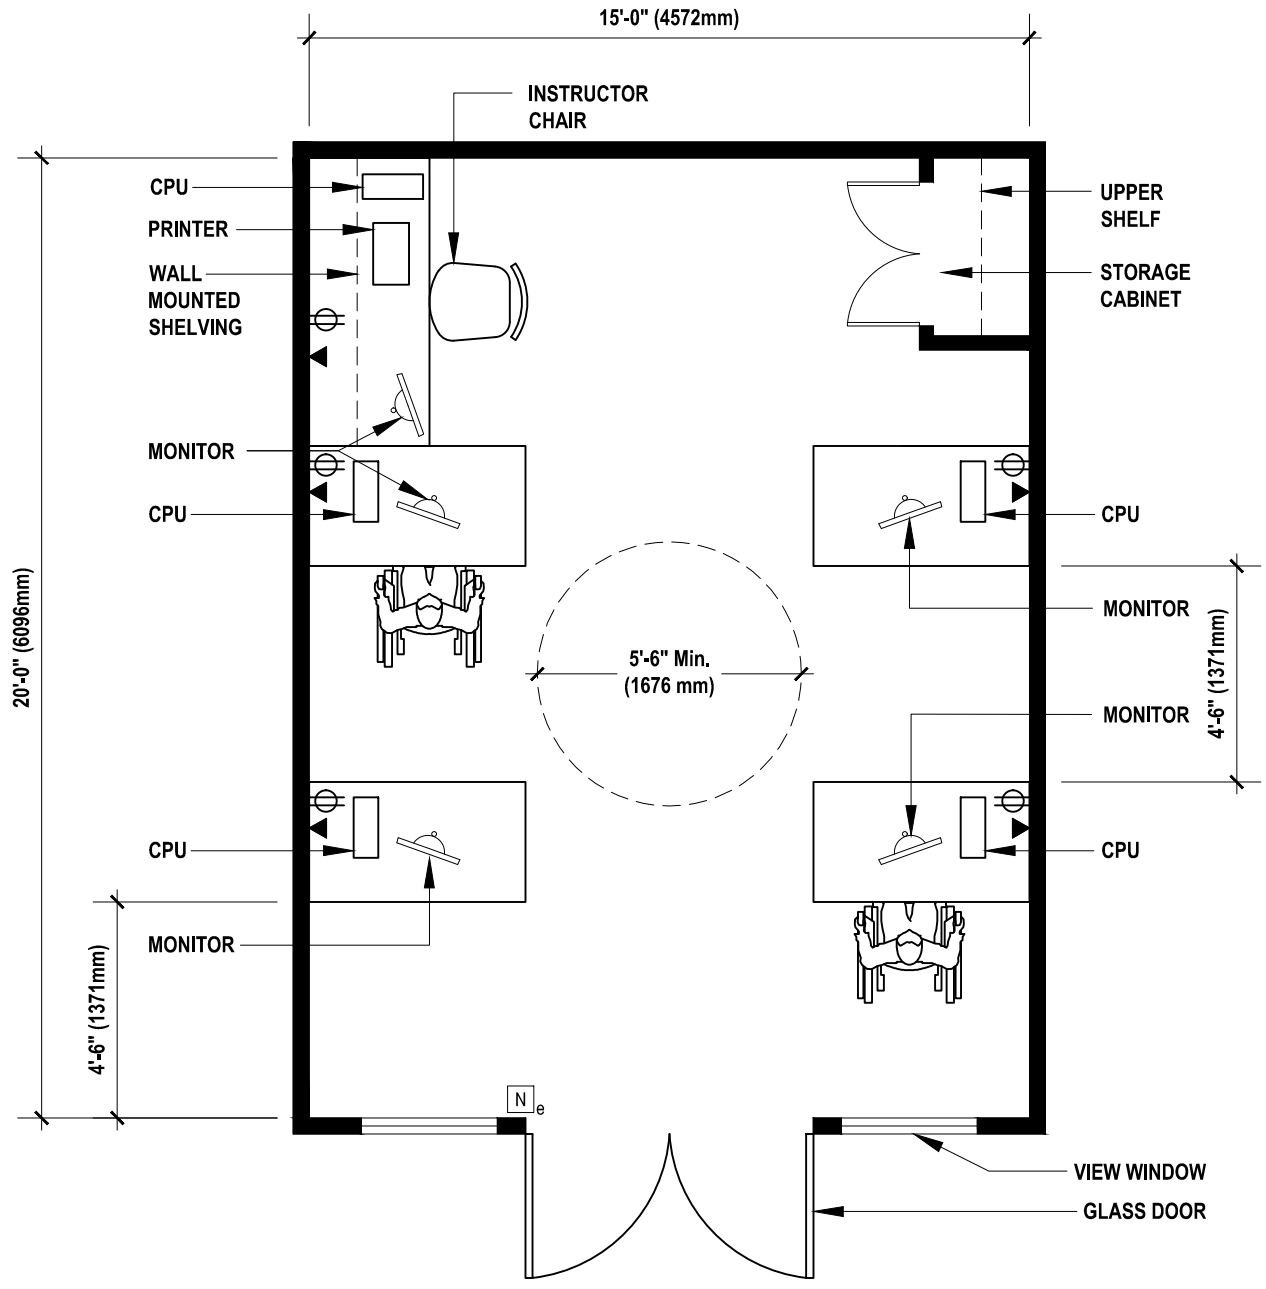 15'-0" (4572mm)
INSTRUCTOR
CHAIR
CPU
PRINTER
WALL
MOUNTED
SHELVING
UPPER
SHELF
STORAGE
CABINET
MONITOR
CPU
CPU
MONITOR
20'-0" (6096mm)
5'-6" Min.
(1676 mm)
4'-6" (1371mm)
MONITOR
CPU
CPU
MONITOR
4'-6" (1371mm)
N e
VIEW WINDOW
GLASS DOOR